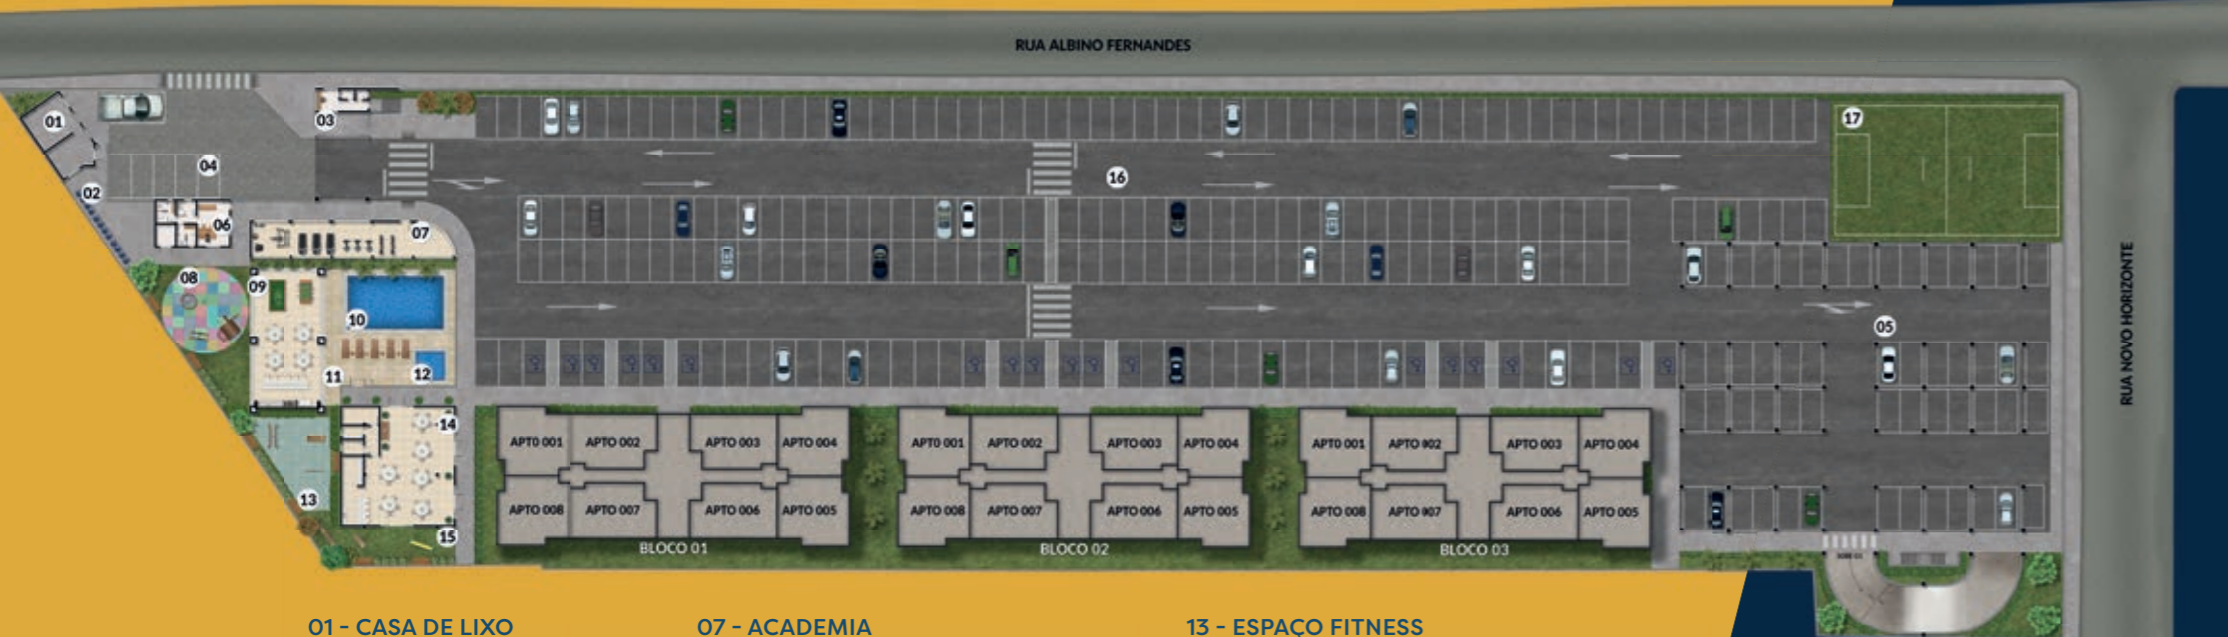 RUA ALBINO FERNANDES
RUA NOVO HORIZONTE
01
02
03
04
05
06
07
08
09
10
11
12
13
14
15
16
17
APTO 001 APTO 002 APTO 003 APTO 004
APTO 008 APTO 007 APTO 006 APTO 005
BLOCO 01
APTO 001 APTO 002 APTO 003 APTO 004
APTO 008 APTO 007 APTO 006 APTO 005
BLOCO 02
APTO 001 APTO 002 APTO 003 APTO 004
APTO 008 APTO 007 APTO 006 APTO 005
BLOCO 03
01 - CASA DE LIXO
07 - ACADEMIA
13 - ESPAÇO FITNESS